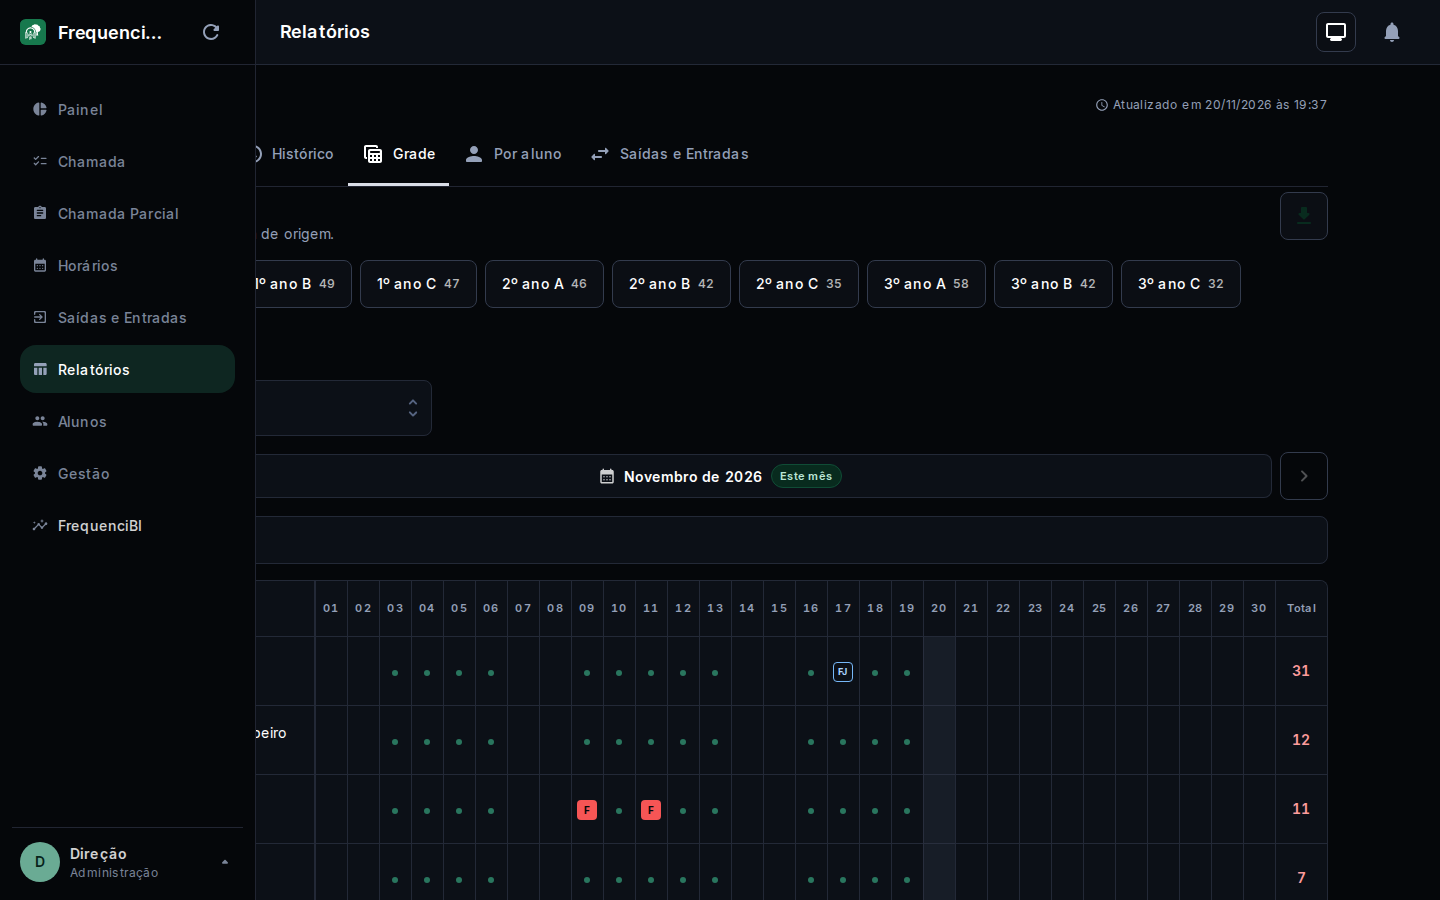 Frequenci...
Relatórios
Painel
Chamada
Chamada Parcial
Horários
Saídas e Entradas
Relatórios
Alunos
Gestão
FrequenciBI
D
Direção
Administração
Atualizado em 20/11/2026 às 19:37
Histórico
Grade
Por aluno
Saídas e Entradas
de origem.
1º ano B 49
1º ano C 47
2º ano A 46
2º ano B 42
2º ano C 35
3º ano A 58
3º ano B 42
3º ano C 32
Novembro de 2026 Este mês
01 02 03 04 05 06 07 08 09 10 11 12 13 14 15 16 17 18 19 20 21 22 23 24 25 26 27 28 29 30 Total
FJ 31
beiro 12
F F 11
7